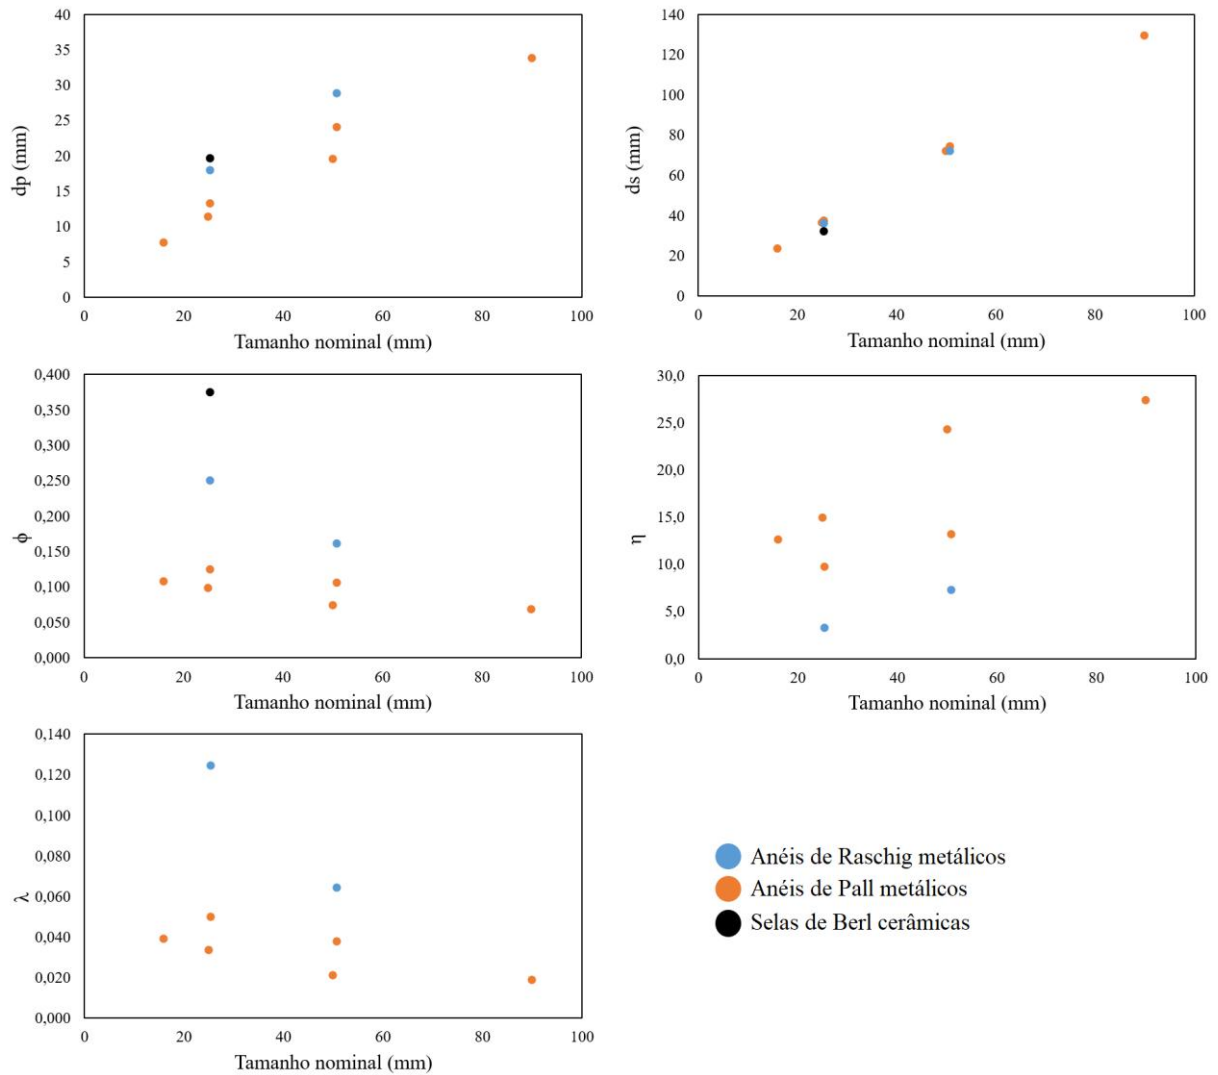 40
35
30
25
20
15
10
5
0
dp (mm)
0 20 40 60 80 100
Tamanho nominal (mm)
140
120
100
80
60
40
20
0
ds (mm)
0 20 40 60 80 100
Tamanho nominal (mm)
0,400
0,350
0,300
0,250
0,200
0,150
0,100
0,050
0,000
ϕ
0 20 40 60 80 100
Tamanho nominal (mm)
30,0
25,0
20,0
15,0
10,0
5,0
0,0
η
0 20 40 60 80 100
Tamanho nominal (mm)
0,140
0,120
0,100
0,080
0,060
0,040
0,020
0,000
λ
0 20 40 60 80 100
Tamanho nominal (mm)
Anéis de Raschig metálicos
Anéis de Pall metálicos
Selas de Berl cerâmicas